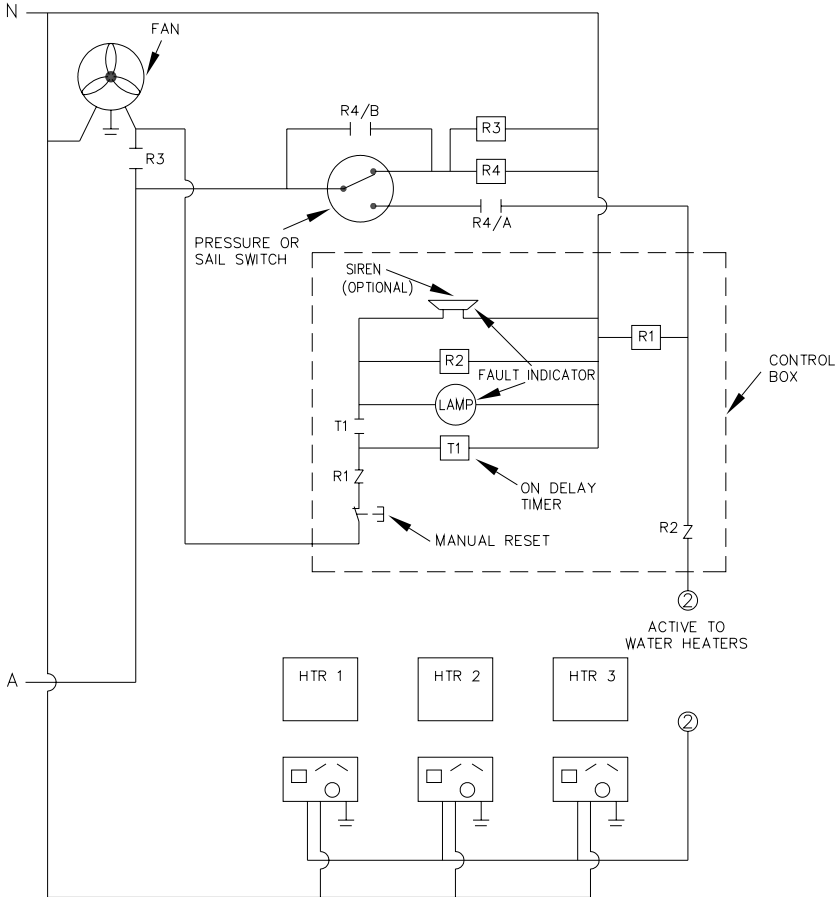 N
FAN
R4/B
R3
R3
R4
R4/A
PRESSURE OR
SAIL SWITCH
SIREN
(OPTIONAL)
R1
R2
FAULT INDICATOR
CONTROL
BOX
LAMP
T1
T1
R1
ON DELAY
TIMER
R2
MANUAL RESET
2
ACTIVE TO
WATER HEATERS
A
HTR 1
HTR 2
HTR 3
2